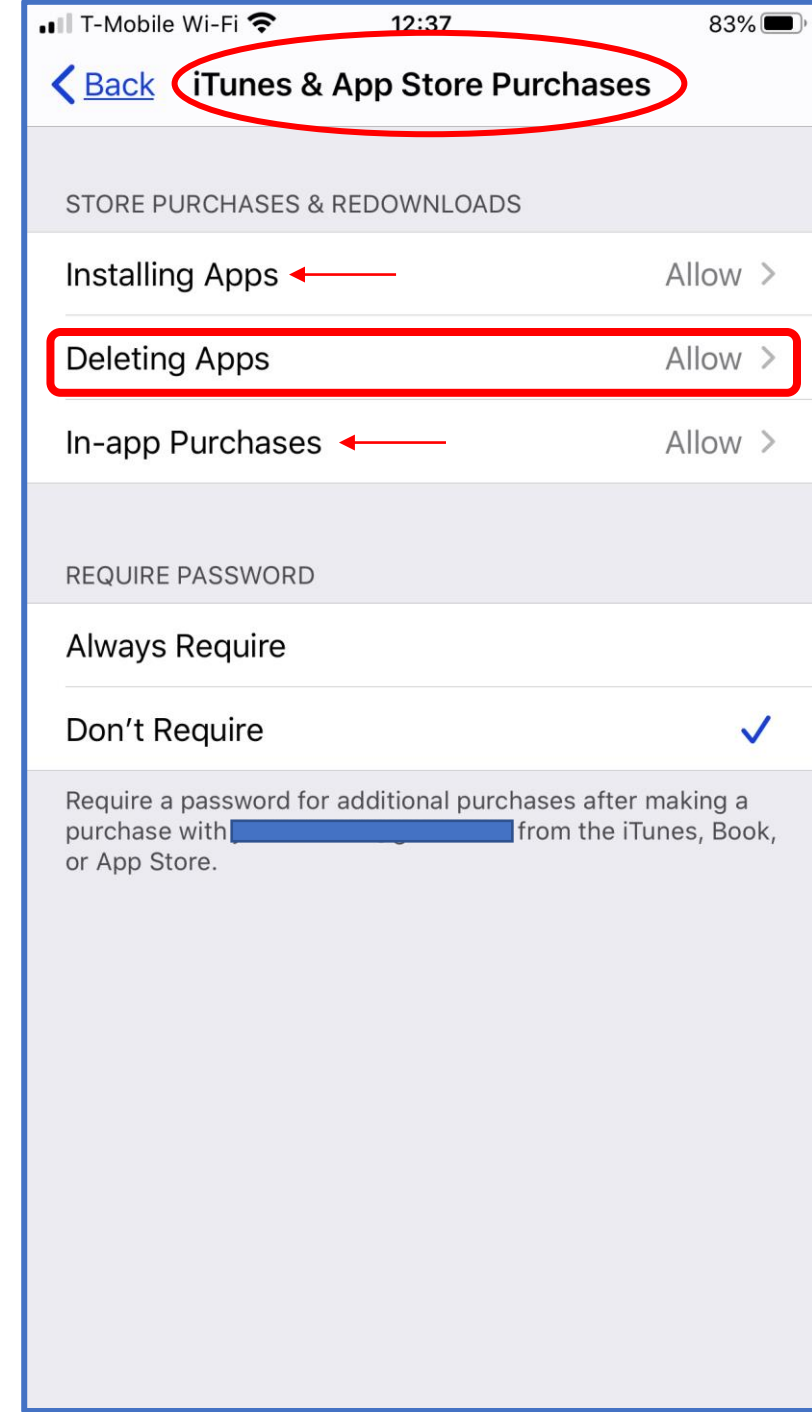 T-Mobile Wi-Fi 12:37 83%
Back iTunes & App Store Purchases
STORE PURCHASES & REDOWNLOADS
Installing Apps Allow
Deleting Apps Allow
In-app Purchases Allow
REQUIRE PASSWORD
Always Require
Don’t Require
Require a password for additional purchases after making a
purchase with from the iTunes, Book,
or App Store.